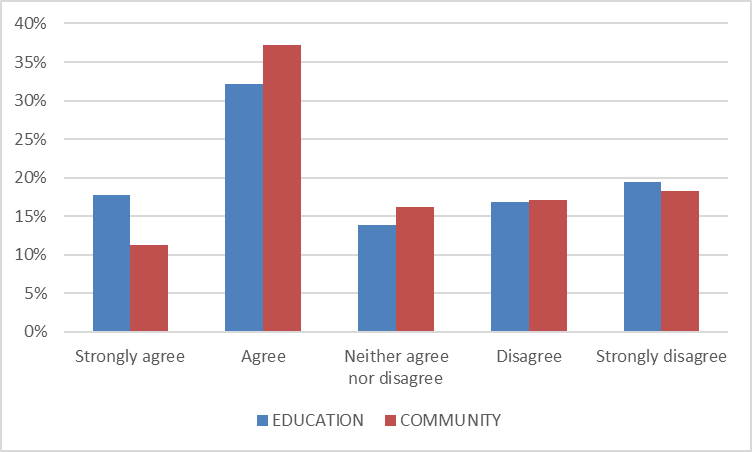 40%
35%
30%
25%
20%
15%
10%
5%
0%
Strongly agree
Agree
Neither agree
nor disagree
Disagree
Strongly disagree
EDUCATION
COMMUNITY